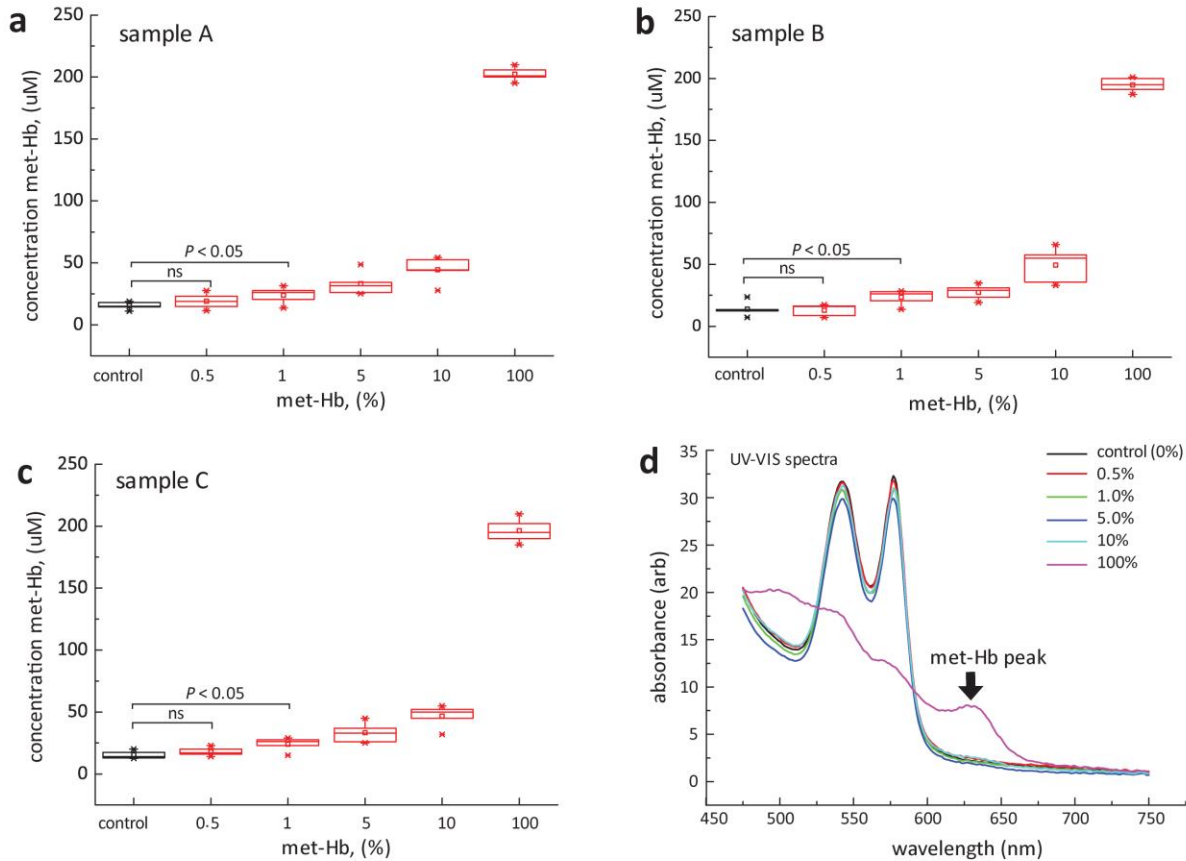 a
sample A
concentration met-Hb, (uM)
250
200
150
100
50
0
P < 0.05
ns
control
0·5
1
5
10
100
met-Hb, (%)
b
sample B
concentration met-Hb, (uM)
250
200
150
100
50
0
P < 0.05
ns
control
0·5
1
5
10
100
met-Hb, (%)
c
sample C
concentration met-Hb, (uM)
250
200
150
100
50
0
P < 0.05
ns
control
0·5
1
5
10
100
met-Hb, (%)
d
UV-VIS spectra
absorbance (arb)
35
30
25
20
15
10
5
0
control (0%)
0.5%
1.0%
5.0%
10%
100%
met-Hb peak
450
500
550
600
650
700
750
wavelength (nm)